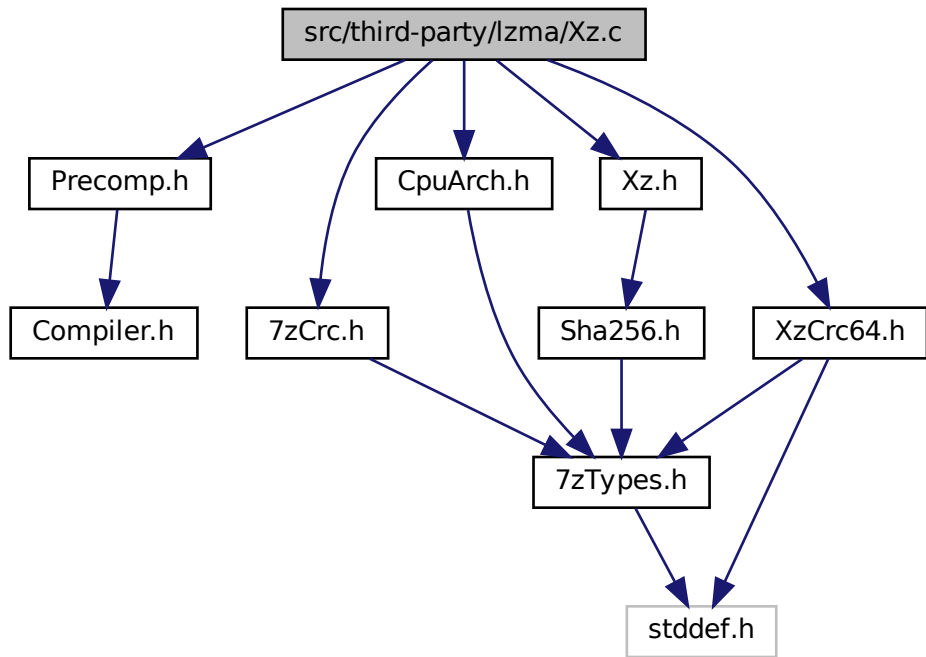 src/third-party/lzma/Xz.c
Precomp.h
CpuArch.h
Xz.h
Compiler.h
7zCrc.h
Sha256.h
XzCrc64.h
7zTypes.h
stddef.h